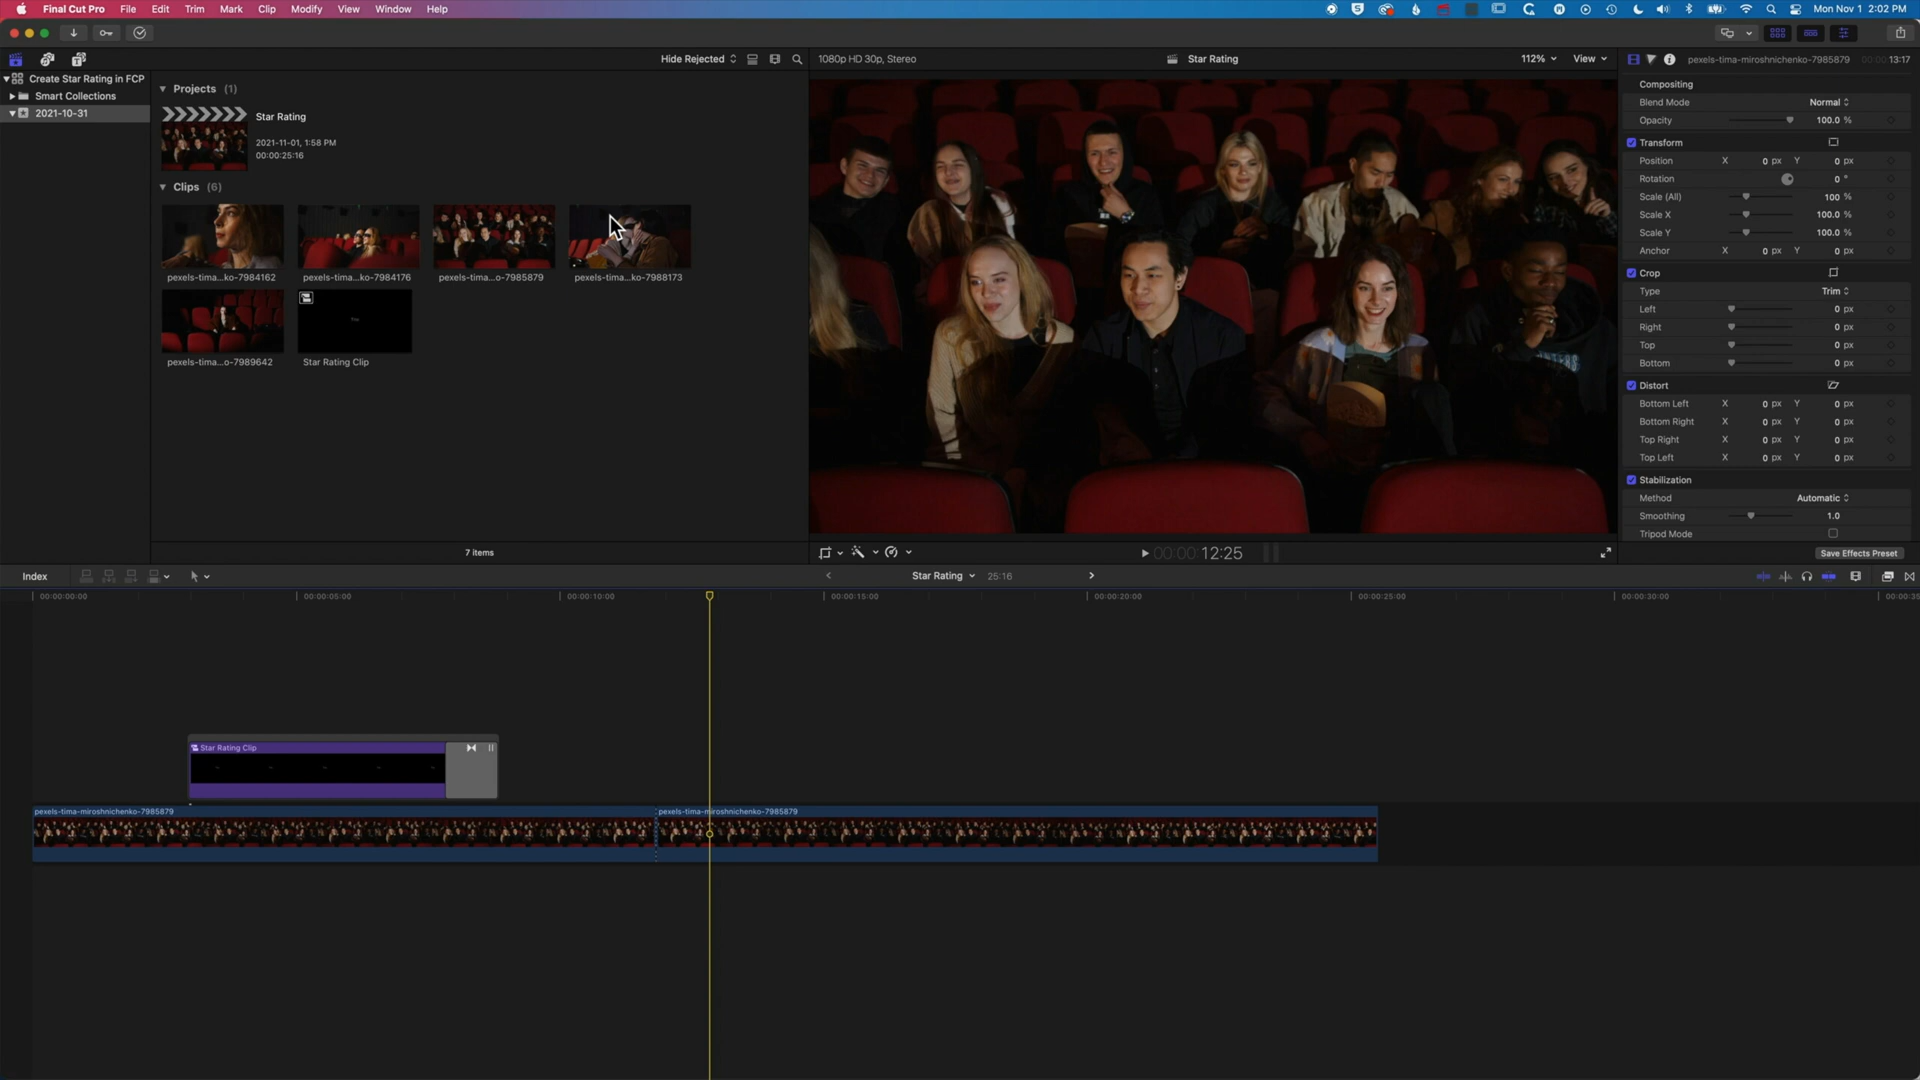 Final Cut Pro File Edit Trim Mark Clip Modify View Window Help Mon Nov 1 2:02 PM
Hide Rejected 1080p HD 30p, Stereo Star Rating 112% View pexels-tima-miroshnichenko-7985879 13:17
Create Star Rating in FCP
Smart Collections
2021-10-31
Projects (1)
Star Rating
2021-11-01, 1:58 PM
00:00:25:16
Clips (6)
pexels-tima...ko-7984162 pexels-tima...ko-7984176 pexels-tima...o-7985879 pexels-tima...ko-7988173
pexels-tima...o-7989642 Star Rating Clip
7 items
00:00:12:25
Compositing
Blend Mode Normal
Opacity 100.0 %
Transform
Position X 0 px Y 0 px
Rotation 0 °
Scale (All) 100 %
Scale X 100.0 %
Scale Y 100.0 %
Anchor X 0 px Y 0 px
Crop
Type Trim
Left 0 px
Right 0 px
Top 0 px
Bottom 0 px
Distort
Bottom Left X 0 px Y 0 px
Bottom Right X 0 px Y 0 px
Top Right X 0 px Y 0 px
Top Left X 0 px Y 0 px
Stabilization
Method Automatic
Smoothing 1.0
Tripod Mode
Save Effects Preset
Index Star Rating 25:16
00:00:00:00 00:00:05:00 00:00:10:00 00:00:15:00 00:00:20:00 00:00:25:00 00:00:30:00 00:00:35
Star Rating Clip
pexels-tima-miroshnichenko-7985879 pexels-tima-miroshnichenko-7985879